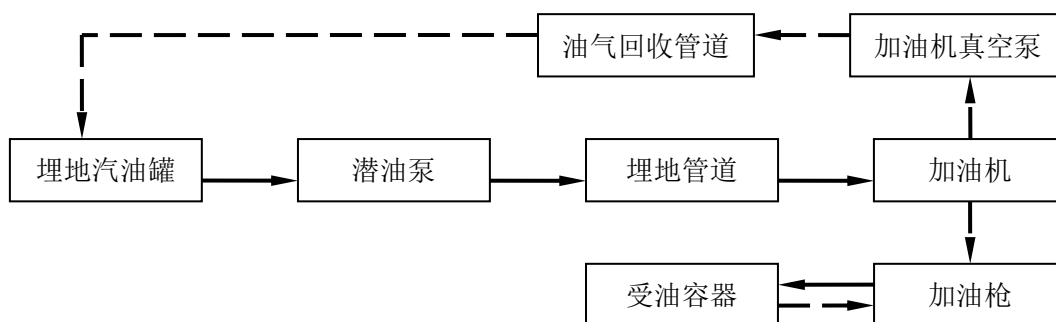 油气回收管道
加油机真空泵
埋地汽油罐
潜油泵
埋地管道
加油机
受油容器
加油枪